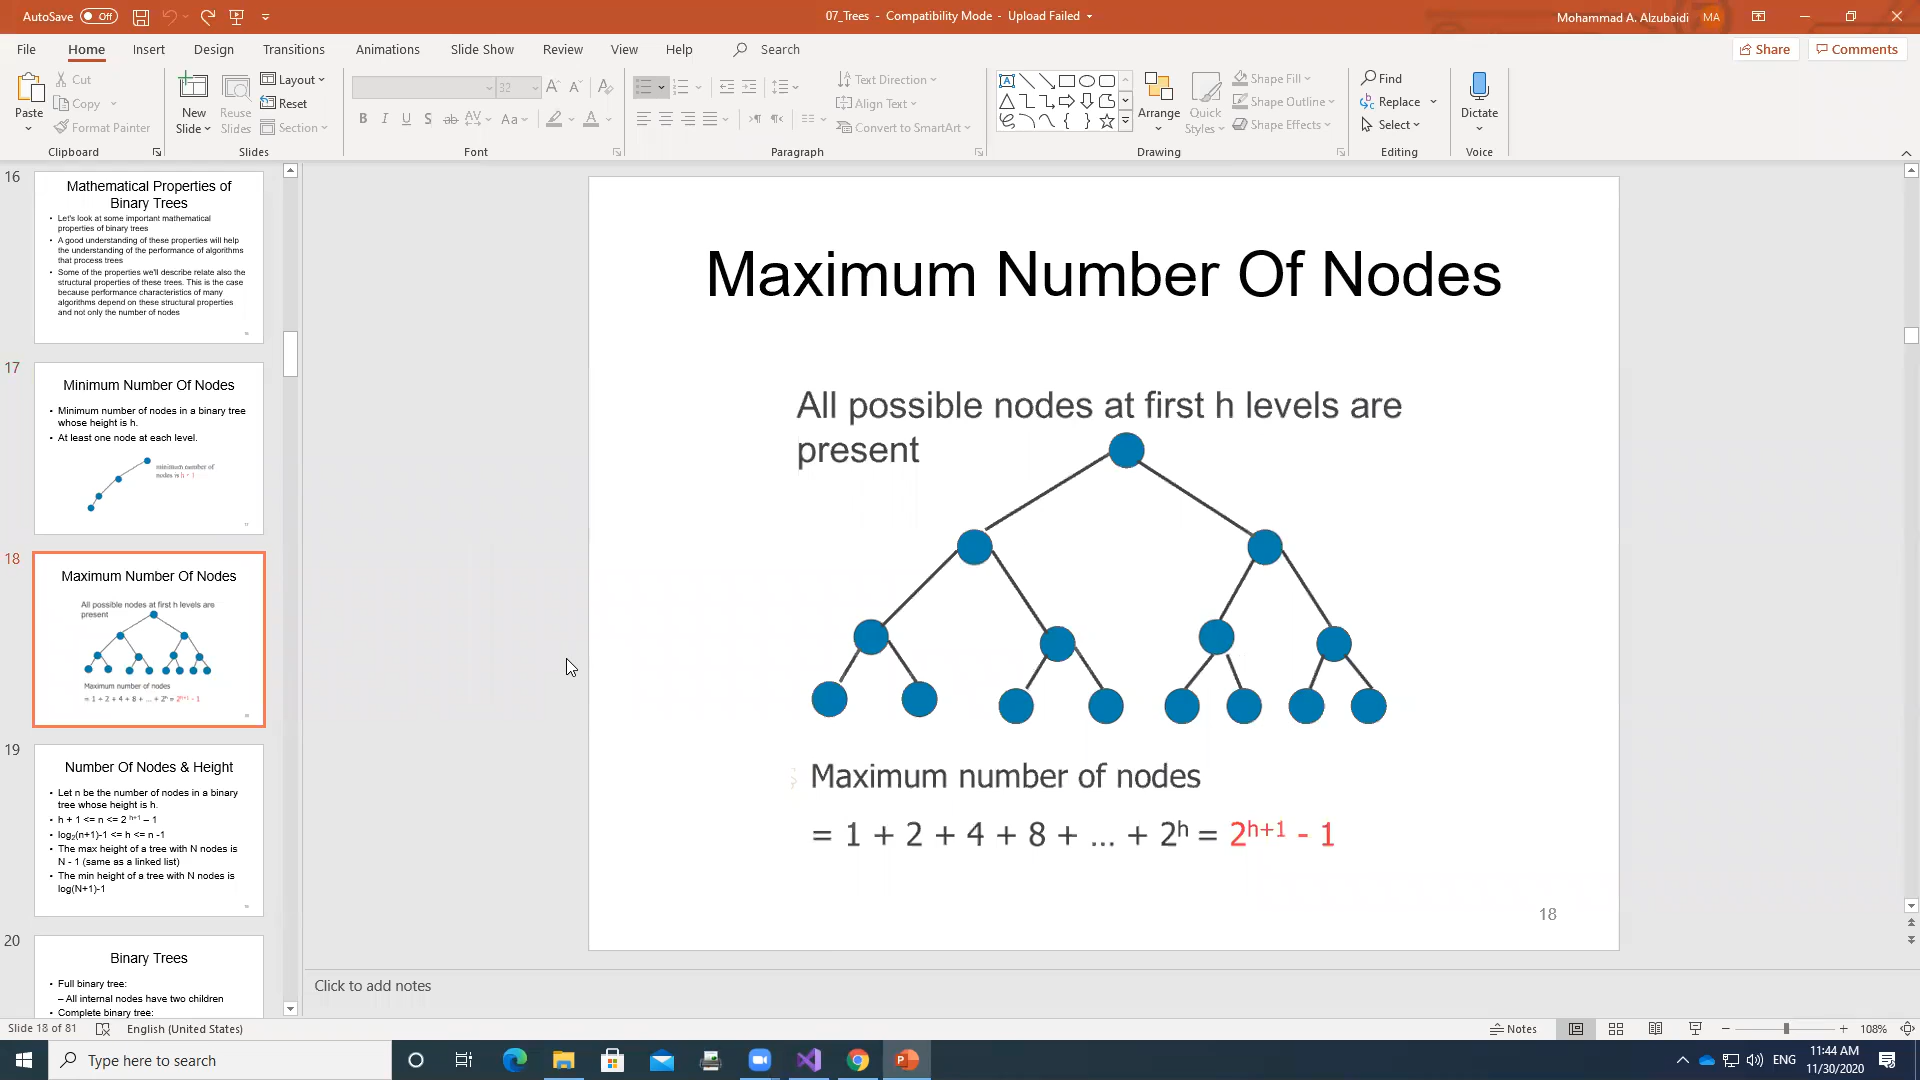 AutoSave Off
07_Trees - Compatibility Mode - Upload Failed
Mohammad A. Alzubaidi MA
File Home Insert Design Transitions Animations Slide Show Review View Help Search
Share Comments
Paste
Cut
Copy
Format Painter
Clipboard
New Slide
Reuse Slides
Layout
Reset
Section
Slides
32
B I U S ab AV Aa A
Font
Text Direction
Align Text
Convert to SmartArt
Paragraph
Arrange
Quick Styles
Shape Fill
Shape Outline
Shape Effects
Drawing
Find
Replace
Select
Editing
Dictate
Voice
16
Mathematical Properties of
Binary Trees
• Let's look at some important mathematical
properties of binary trees
• A good understanding of these properties will help
the understanding of the performance of algorithms
that process trees
• Some of the properties we'll describe relate also the
structural properties of these trees. This is the case
because performance characteristics of many
algorithms depend on these structural properties
and not only the number of nodes
17
Minimum Number Of Nodes
• Minimum number of nodes in a binary tree
whose height is h.
• At least one node at each level.
minimum number of
nodes is h + 1
18
Maximum Number Of Nodes
All possible nodes at first h levels are
present
Maximum number of nodes
= 1 + 2 + 4 + 8 + ... + 2ʰ = 2ʰ⁺¹ - 1
19
Number Of Nodes & Height
• Let n be the number of nodes in a binary
tree whose height is h.
• h + 1 <= n <= 2 ʰ⁺¹ – 1
• log₂(n+1)-1 <= h <= n -1
• The max height of a tree with N nodes is
N - 1 (same as a linked list)
• The min height of a tree with N nodes is
log(N+1)-1
20
Binary Trees
• Full binary tree:
– All internal nodes have two children
• Complete binary tree:
Maximum Number Of Nodes
All possible nodes at first h levels are
present
Maximum number of nodes
= 1 + 2 + 4 + 8 + ... + 2ʰ = 2ʰ⁺¹ - 1
18
Click to add notes
Slide 18 of 81 English (United States)
Notes 108%
Type here to search
ENG
11:44 AM
11/30/2020